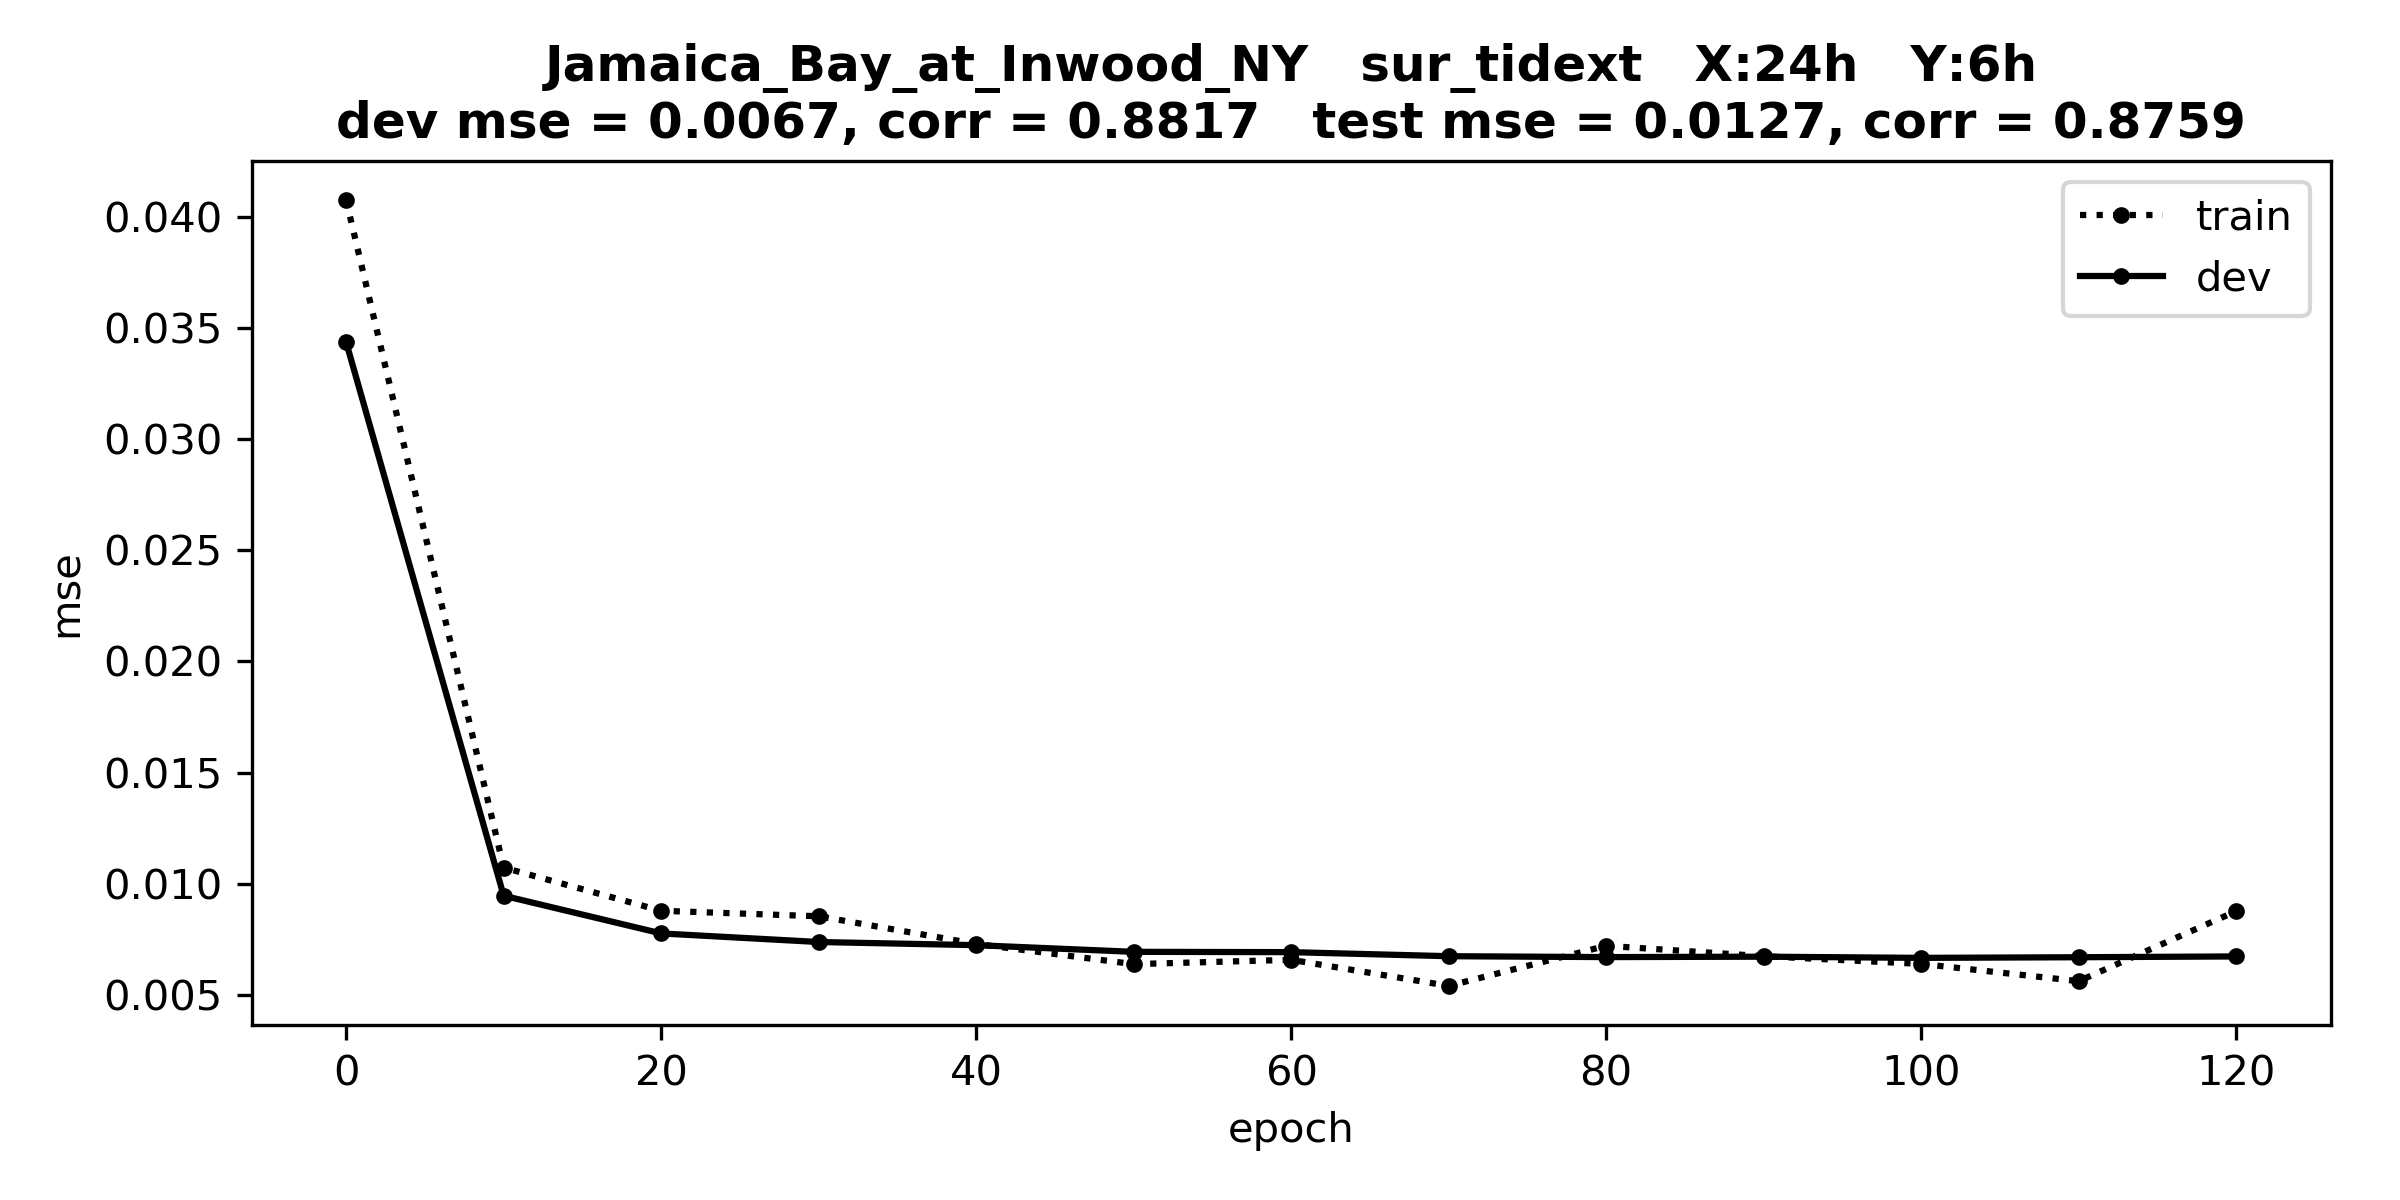 Jamaica_Bay_at_Inwood_NY   sur_tidext   X:24h   Y:6h
dev mse = 0.0067, corr = 0.8817   test mse = 0.0127, corr = 0.8759
train
dev
mse
0.040
0.035
0.030
0.025
0.020
0.015
0.010
0.005
0 20 40 60 80 100 120
epoch